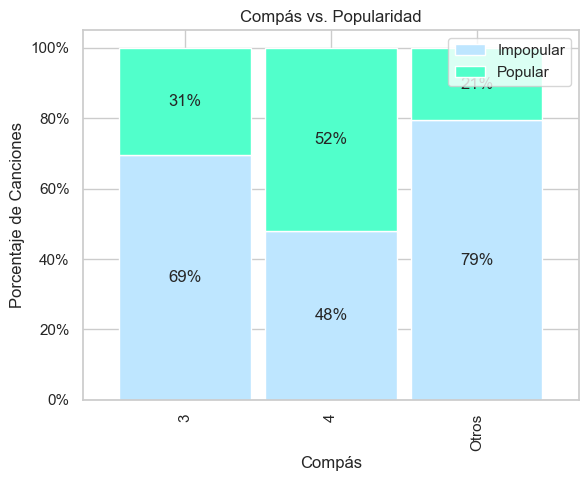 Compás vs. Popularidad
Impopular
Popular
Porcentaje de Canciones
100%
80%
60%
40%
20%
0%
31%
52%
21%
69%
48%
79%
3
4
Otros
Compás